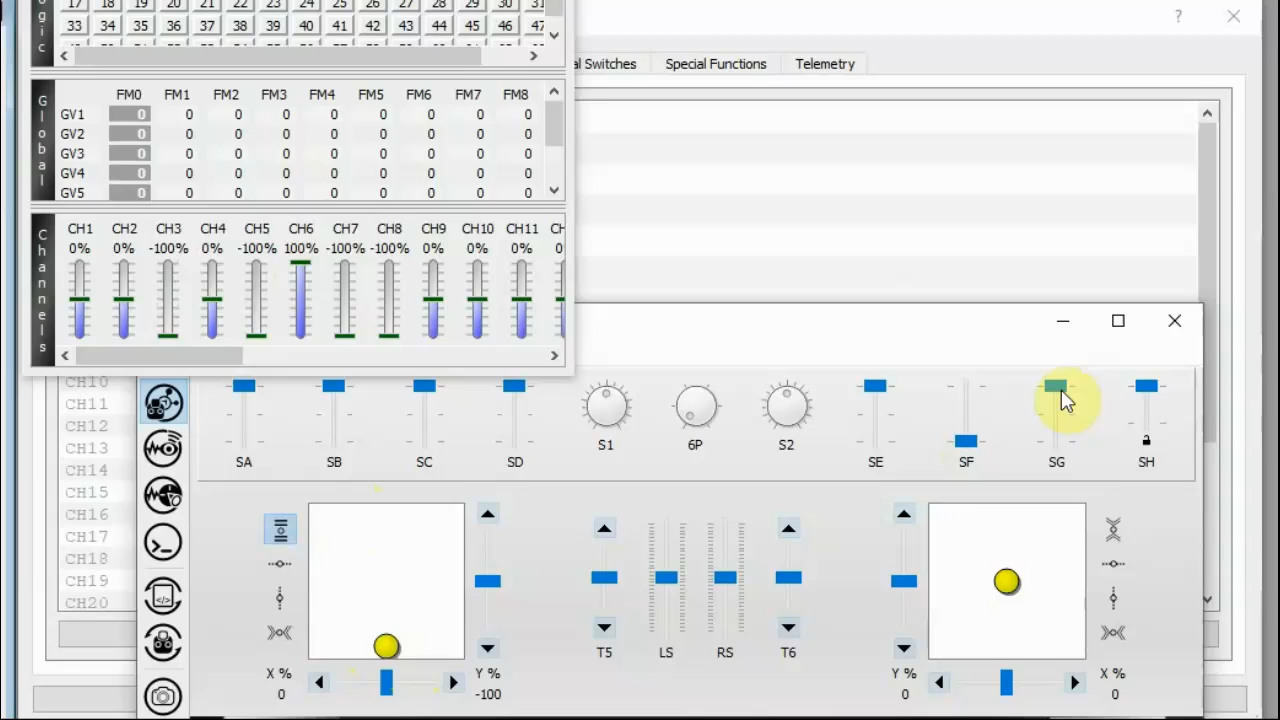 17 18 19 20 21 22 23 24 25 26 27 28 29 30 31
33 34 35 36 37 38 39 40 41 42 43 44 45 46 47
ogic
?
al Switches Special Functions Telemetry
Global
FM0 FM1 FM2 FM3 FM4 FM5 FM6 FM7 FM8
GV1 0 0 0 0 0 0 0 0 0
GV2 0 0 0 0 0 0 0 0 0
GV3 0 0 0 0 0 0 0 0 0
GV4 0 0 0 0 0 0 0 0 0
GV5 0 0 0 0 0 0 0 0 0
Channels
CH1 CH2 CH3 CH4 CH5 CH6 CH7 CH8 CH9 CH10 CH11 CH
0% 0% -100% 0% -100% 100% -100% -100% 0% 0% 0% 0
CH10
CH11
CH12
CH13
CH14
CH15
CH16
CH17
CH18
CH19
CH20
S1 6P S2
SA SB SC SD SE SF SG SH
T5 LS RS T6
X % Y % Y % X %
0 -100 0 0